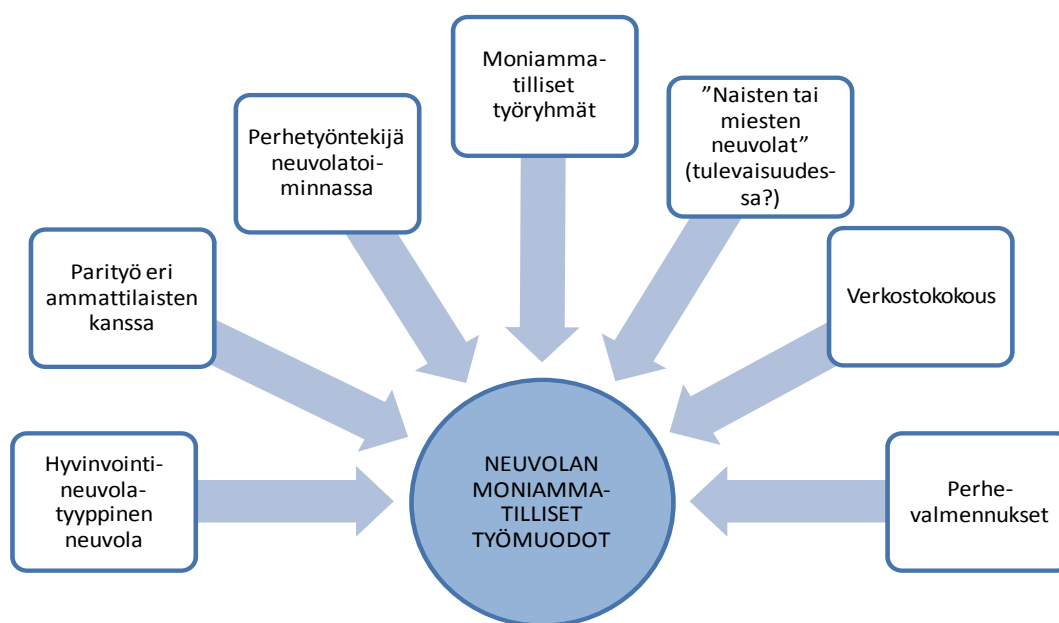 Moniamma-
tilliset
työryhmät
”Naisten tai
miesten
neuvolat”
(tulevaisuudes-
sa?)
Perhetyöntekijä
neuvolatoi-
minnassa
Parityö eri
ammattilaisten
kanssa
Verkostokokous
Hyvinvointi-
neuvola-
tyyppinen
neuvola
NEUVOLAN
MONIAMMA-
TILLISET
TYÖMUODOT
Perhe-
valmennukset